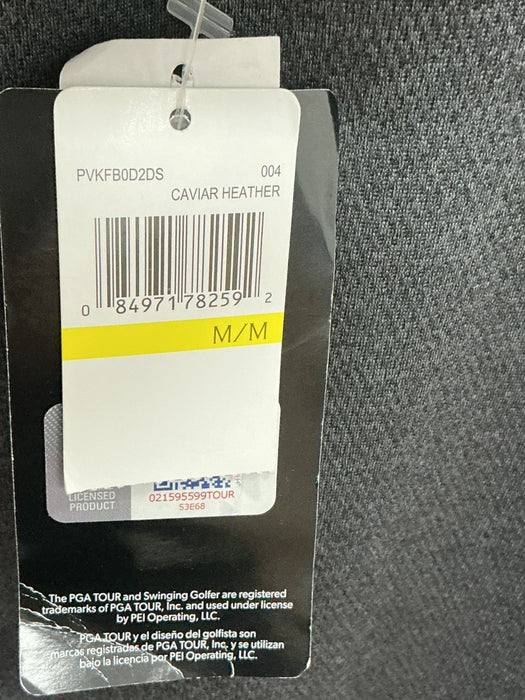 PVKFB0D2DS 004
CAVIAR HEATHER
0 84971 78259 2
M/M
LICENSED
PRODUCT
021595599TOUR
53E68
The PGA TOUR and Swinging Golfer are registered
trademarks of PGA TOUR, Inc. and used under license
by PEI Operating, LLC.
PGA TOUR y el diseño del golfista son
marcas registradas de PGA TOUR, Inc, y se utilizan
bajo la licencia por PEI Operating, LLC.